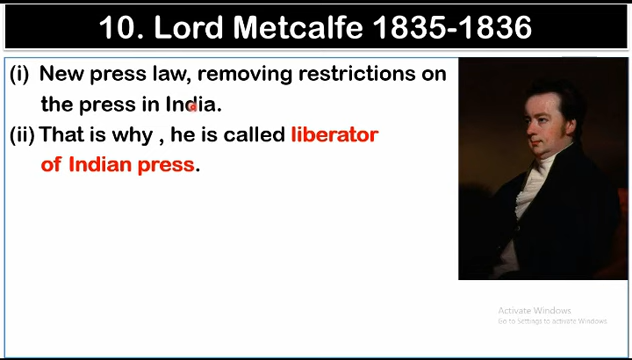 10. Lord Metcalfe 1835-1836
(i) New press law, removing restrictions on
the press in India.
(ii) That is why , he is called liberator
of Indian press.
Activate Windows
Go to Settings to activate Windows.